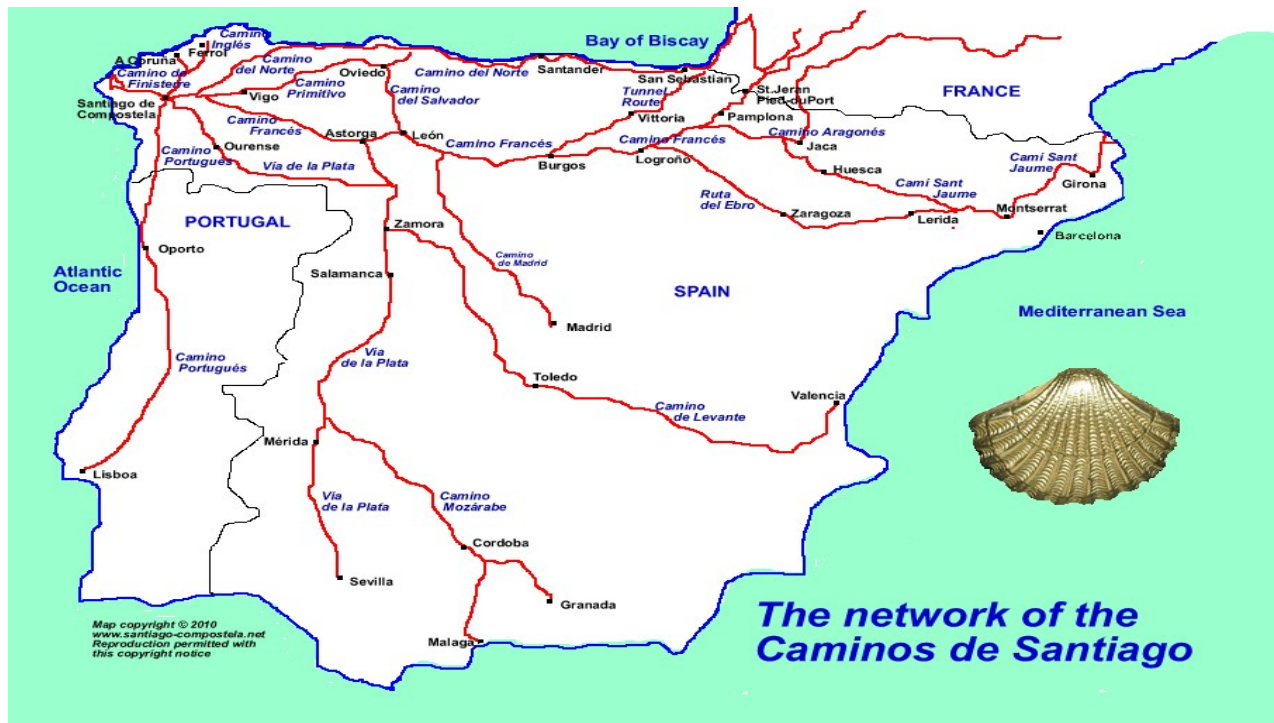 Camino
Inglés
Bay of Biscay
Ferrol
A Coruna
Camino
del Norte
Camino de
Finisterre
Oviedo
Camino del Norte
Santander
San Sebastian
Camino
Primitivo
Camino
del Salvador
Tunnel
Route
St.Jeran
Pied-duPort
FRANCE
Vigo
Santingo de
Compostela
Vittoria
Pamplona
Camino
Francés
Astorga
León
Camino Francés
Camino Francés
Camino Aragonés
Ourense
Camino
Portugués
Via de la Plata
Burgos
Logroño
Jaca
Huesca
Camí Sant
Jaume
Girona
Camí Sant
Jaume
Ruta
del Ebro
Zaragoza
Lerida
Montserrat
Barcelona
PORTUGAL
Zamora
Oporto
Camino
de Madrid
Atlantic
Ocean
Salamanca
SPAIN
Mediterranean Sea
Madrid
Camino
Portugués
Via
de la Plata
Toledo
Valencia
Camino
de Levante
Mérida
Lisboa
Via
de la Plata
Camino
Mozárabe
Cordoba
Sevilla
Granada
Malaga
Map copyright © 2010
www.santiago-compostela.net
Reproduction permitted with
this copyright notice
The network of the
Caminos de Santiago